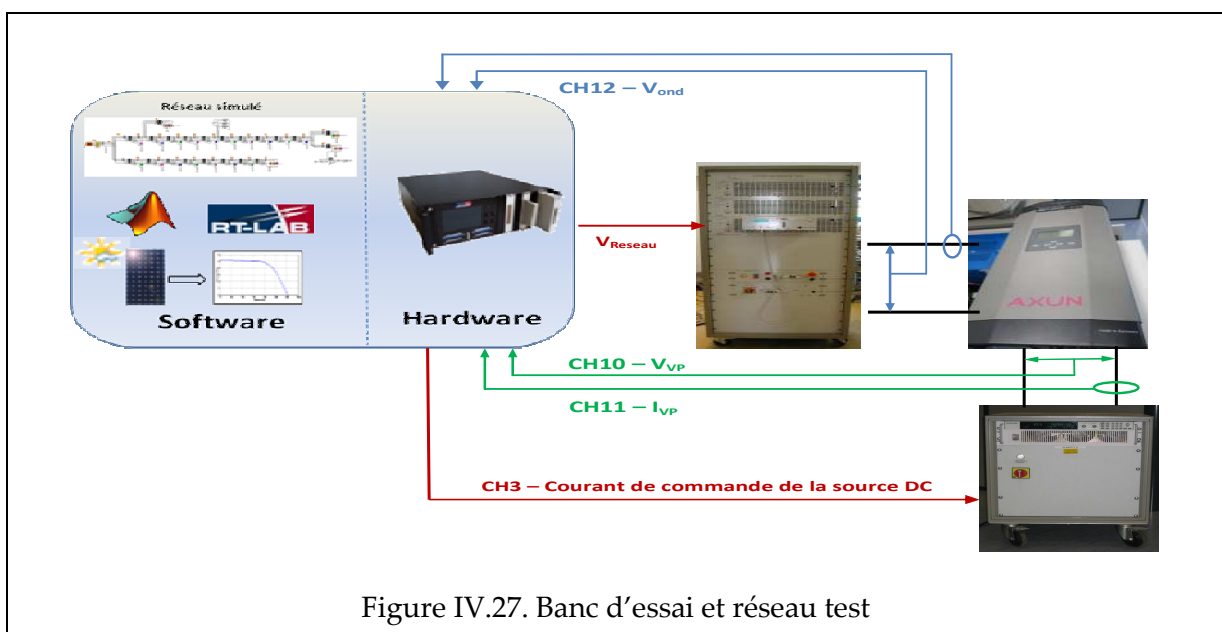 CH12 – Vond
Réseau simulé
RT-LAB
Software
Hardware
VReseau
AXUN
CH10 – VVP
CH11 – IVP
CH3 – Courant de commande de la source DC
Figure IV.27. Banc d’essai et réseau test